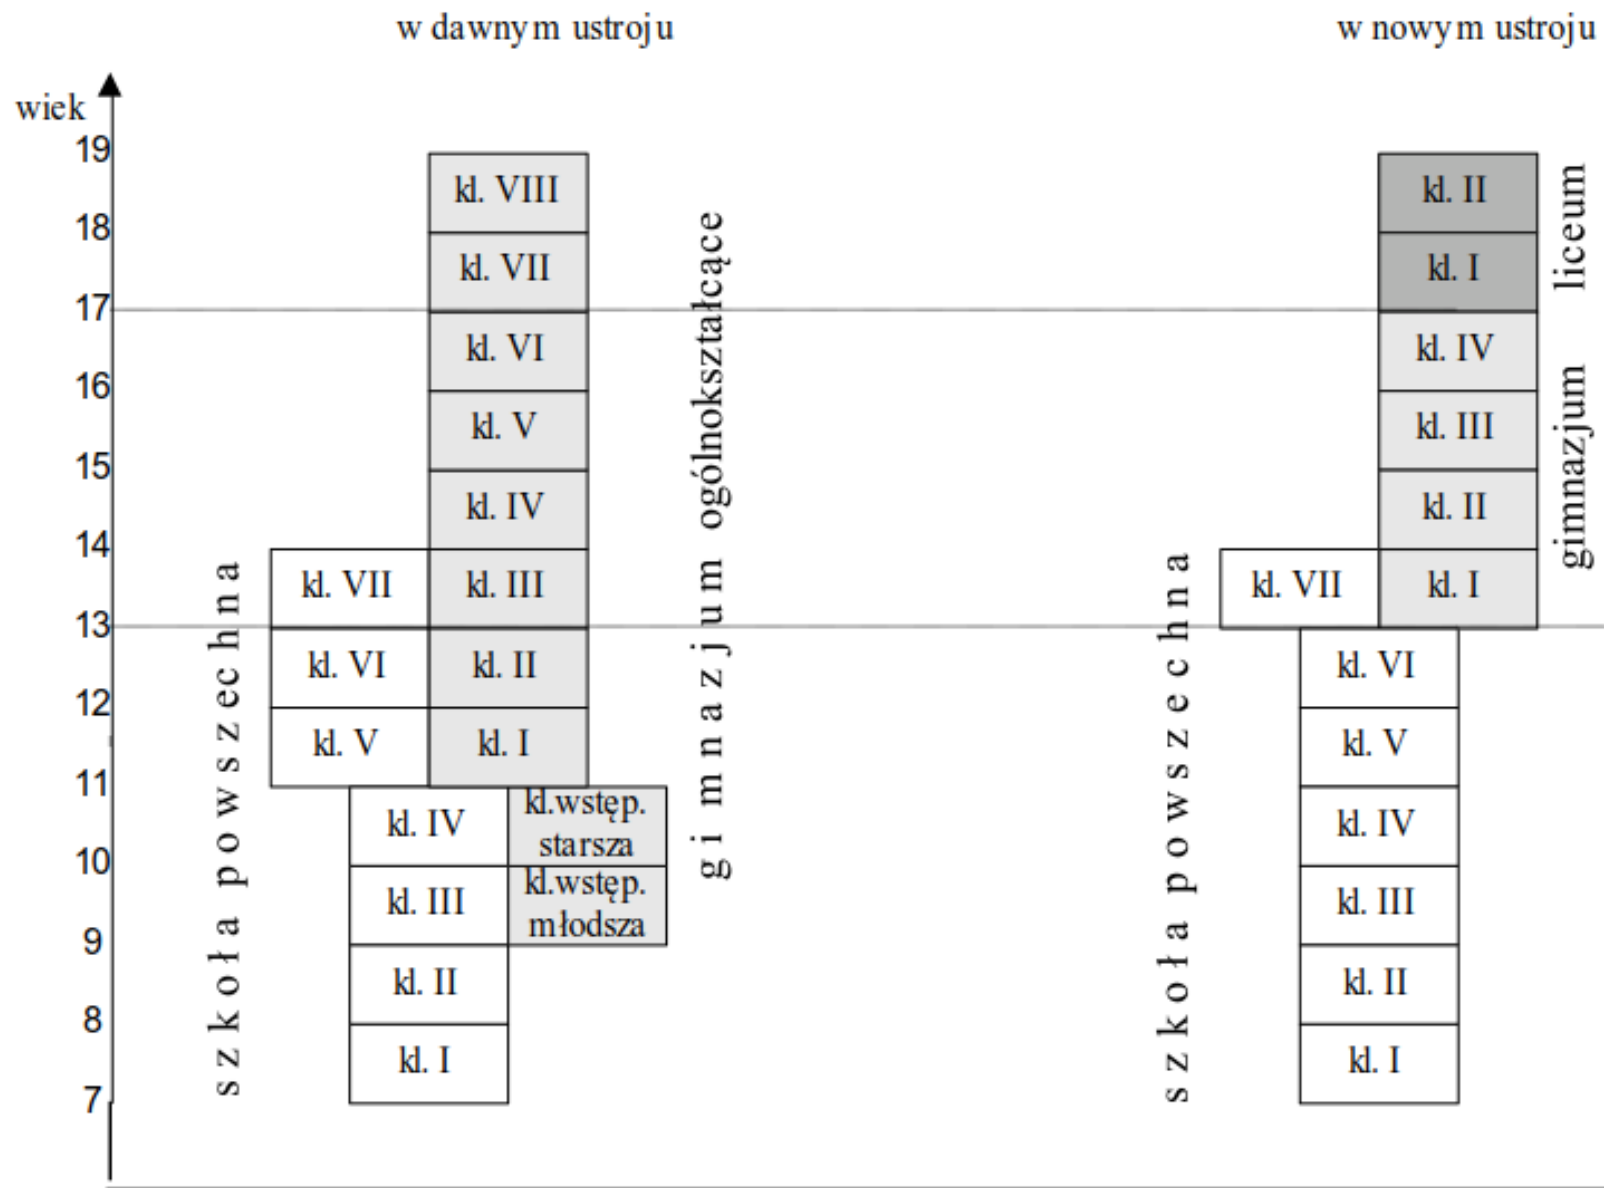 w dawnym ustroju
w nowym ustroju
wiek
19
18
17
16
15
14
13
12
11
10
9
8
7
szkoła powszechna
kl. VII
kl. VI
kl. V
kl. IV
kl. III
kl. II
kl. I
kl. VIII
kl. VII
kl. VI
kl. V
kl. IV
kl. III
kl. II
kl. I
kl.wstęp.
starsza
kl.wstęp.
młodsza
gimnazjum ogólnokształcące
szkoła powszechna
kl. VII
kl. VI
kl. V
kl. IV
kl. III
kl. II
kl. I
kl. II
kl. I
liceum
kl. IV
kl. III
kl. II
kl. I
gimnazjum